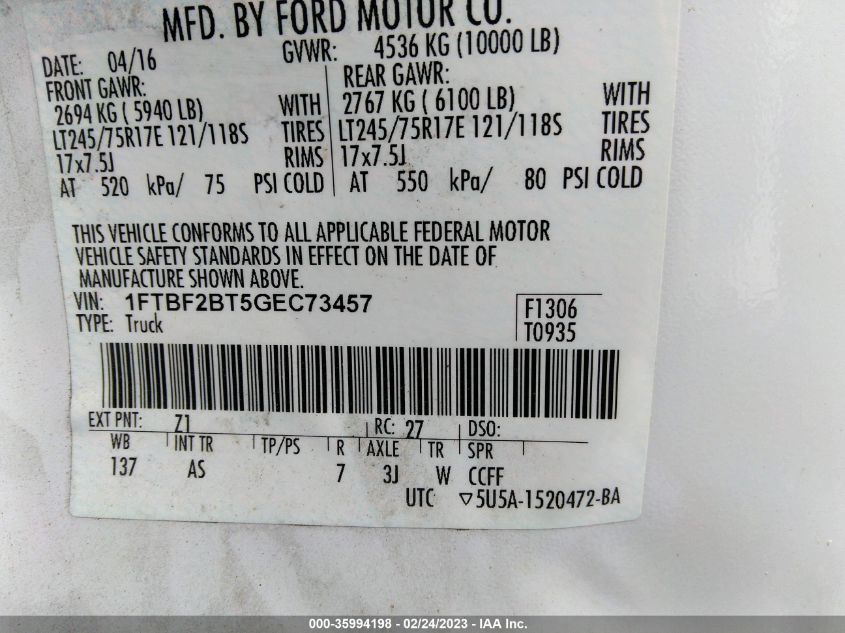 MFD. BY FORD MOTOR CO.
DATE: 04/16 GVWR: 4536 KG (10000 LB)
FRONT GAWR: REAR GAWR:
2694 KG ( 5940 LB) WITH 2767 KG ( 6100 LB) WITH
LT245/75R17E 121/118S TIRES LT245/75R17E 121/118S TIRES
17x7.5J RIMS 17x7.5J RIMS
AT 520 kPa/ 75 PSI COLD AT 550 kPa/ 80 PSI COLD
THIS VEHICLE CONFORMS TO ALL APPLICABLE FEDERAL MOTOR
VEHICLE SAFETY STANDARDS IN EFFECT ON THE DATE OF
MANUFACTURE SHOWN ABOVE.
VIN: 1FTBF2BT5GEC73457 F1306
TYPE: Truck T0935
EXT PNT: Z1 RC: 27 DSO:
WB INT TR TP/PS R AXLE TR SPR
137 AS 7 3J W CCFF
UTC ▽5U5A-1520472-BA
000-35994198 - 02/24/2023 - IAA Inc.